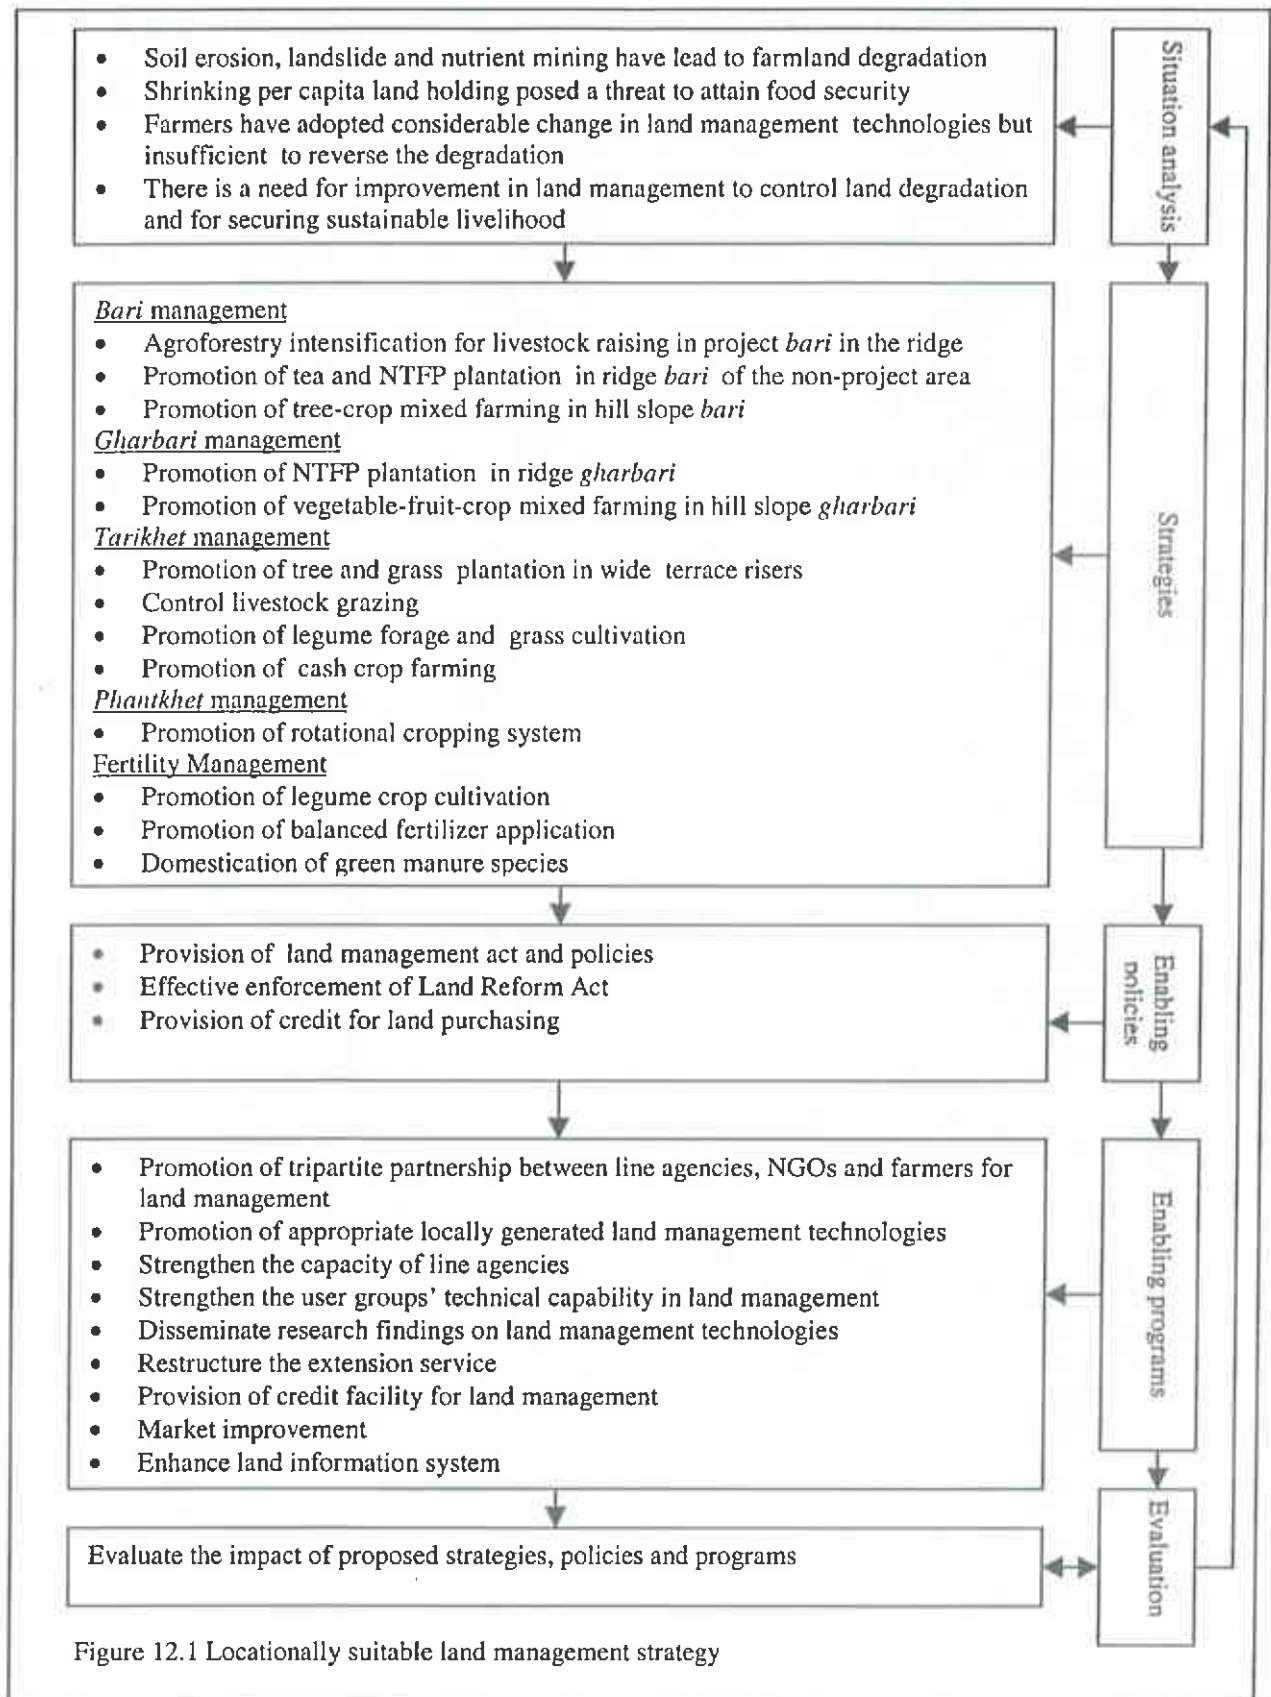 • Soil erosion, landslide and nutrient mining have lead to farmland degradation
• Shrinking per capita land holding posed a threat to attain food security
• Farmers have adopted considerable change in land management technologies but
insufficient to reverse the degradation
• There is a need for improvement in land management to control land degradation
and for securing sustainable livelihood
Situation analysis
Bari management
• Agroforestry intensification for livestock raising in project bari in the ridge
• Promotion of tea and NTFP plantation in ridge bari of the non-project area
• Promotion of tree-crop mixed farming in hill slope bari
Gharbari management
• Promotion of NTFP plantation in ridge gharbari
• Promotion of vegetable-fruit-crop mixed farming in hill slope gharbari
Tarikhet management
• Promotion of tree and grass plantation in wide terrace risers
• Control livestock grazing
• Promotion of legume forage and grass cultivation
• Promotion of cash crop farming
Phantkhet management
• Promotion of rotational cropping system
Fertility Management
• Promotion of legume crop cultivation
• Promotion of balanced fertilizer application
• Domestication of green manure species
Strategies
• Provision of land management act and policies
• Effective enforcement of Land Reform Act
• Provision of credit for land purchasing
Enabling
policies
• Promotion of tripartite partnership between line agencies, NGOs and farmers for
land management
• Promotion of appropriate locally generated land management technologies
• Strengthen the capacity of line agencies
• Strengthen the user groups' technical capability in land management
• Disseminate research findings on land management technologies
• Restructure the extension service
• Provision of credit facility for land management
• Market improvement
• Enhance land information system
Enabling programs
Evaluate the impact of proposed strategies, policies and programs
Evaluation
Figure 12.1 Locationally suitable land management strategy